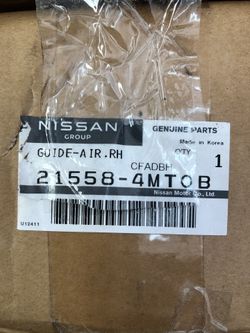 NISSAN
GROUP
GENUINE PARTS
Made in Korea
GUIDE-AIR.RH
QTY
CFADBH
1
21558-4MT0B
Nissan Motor Co., Ltd.
U12411